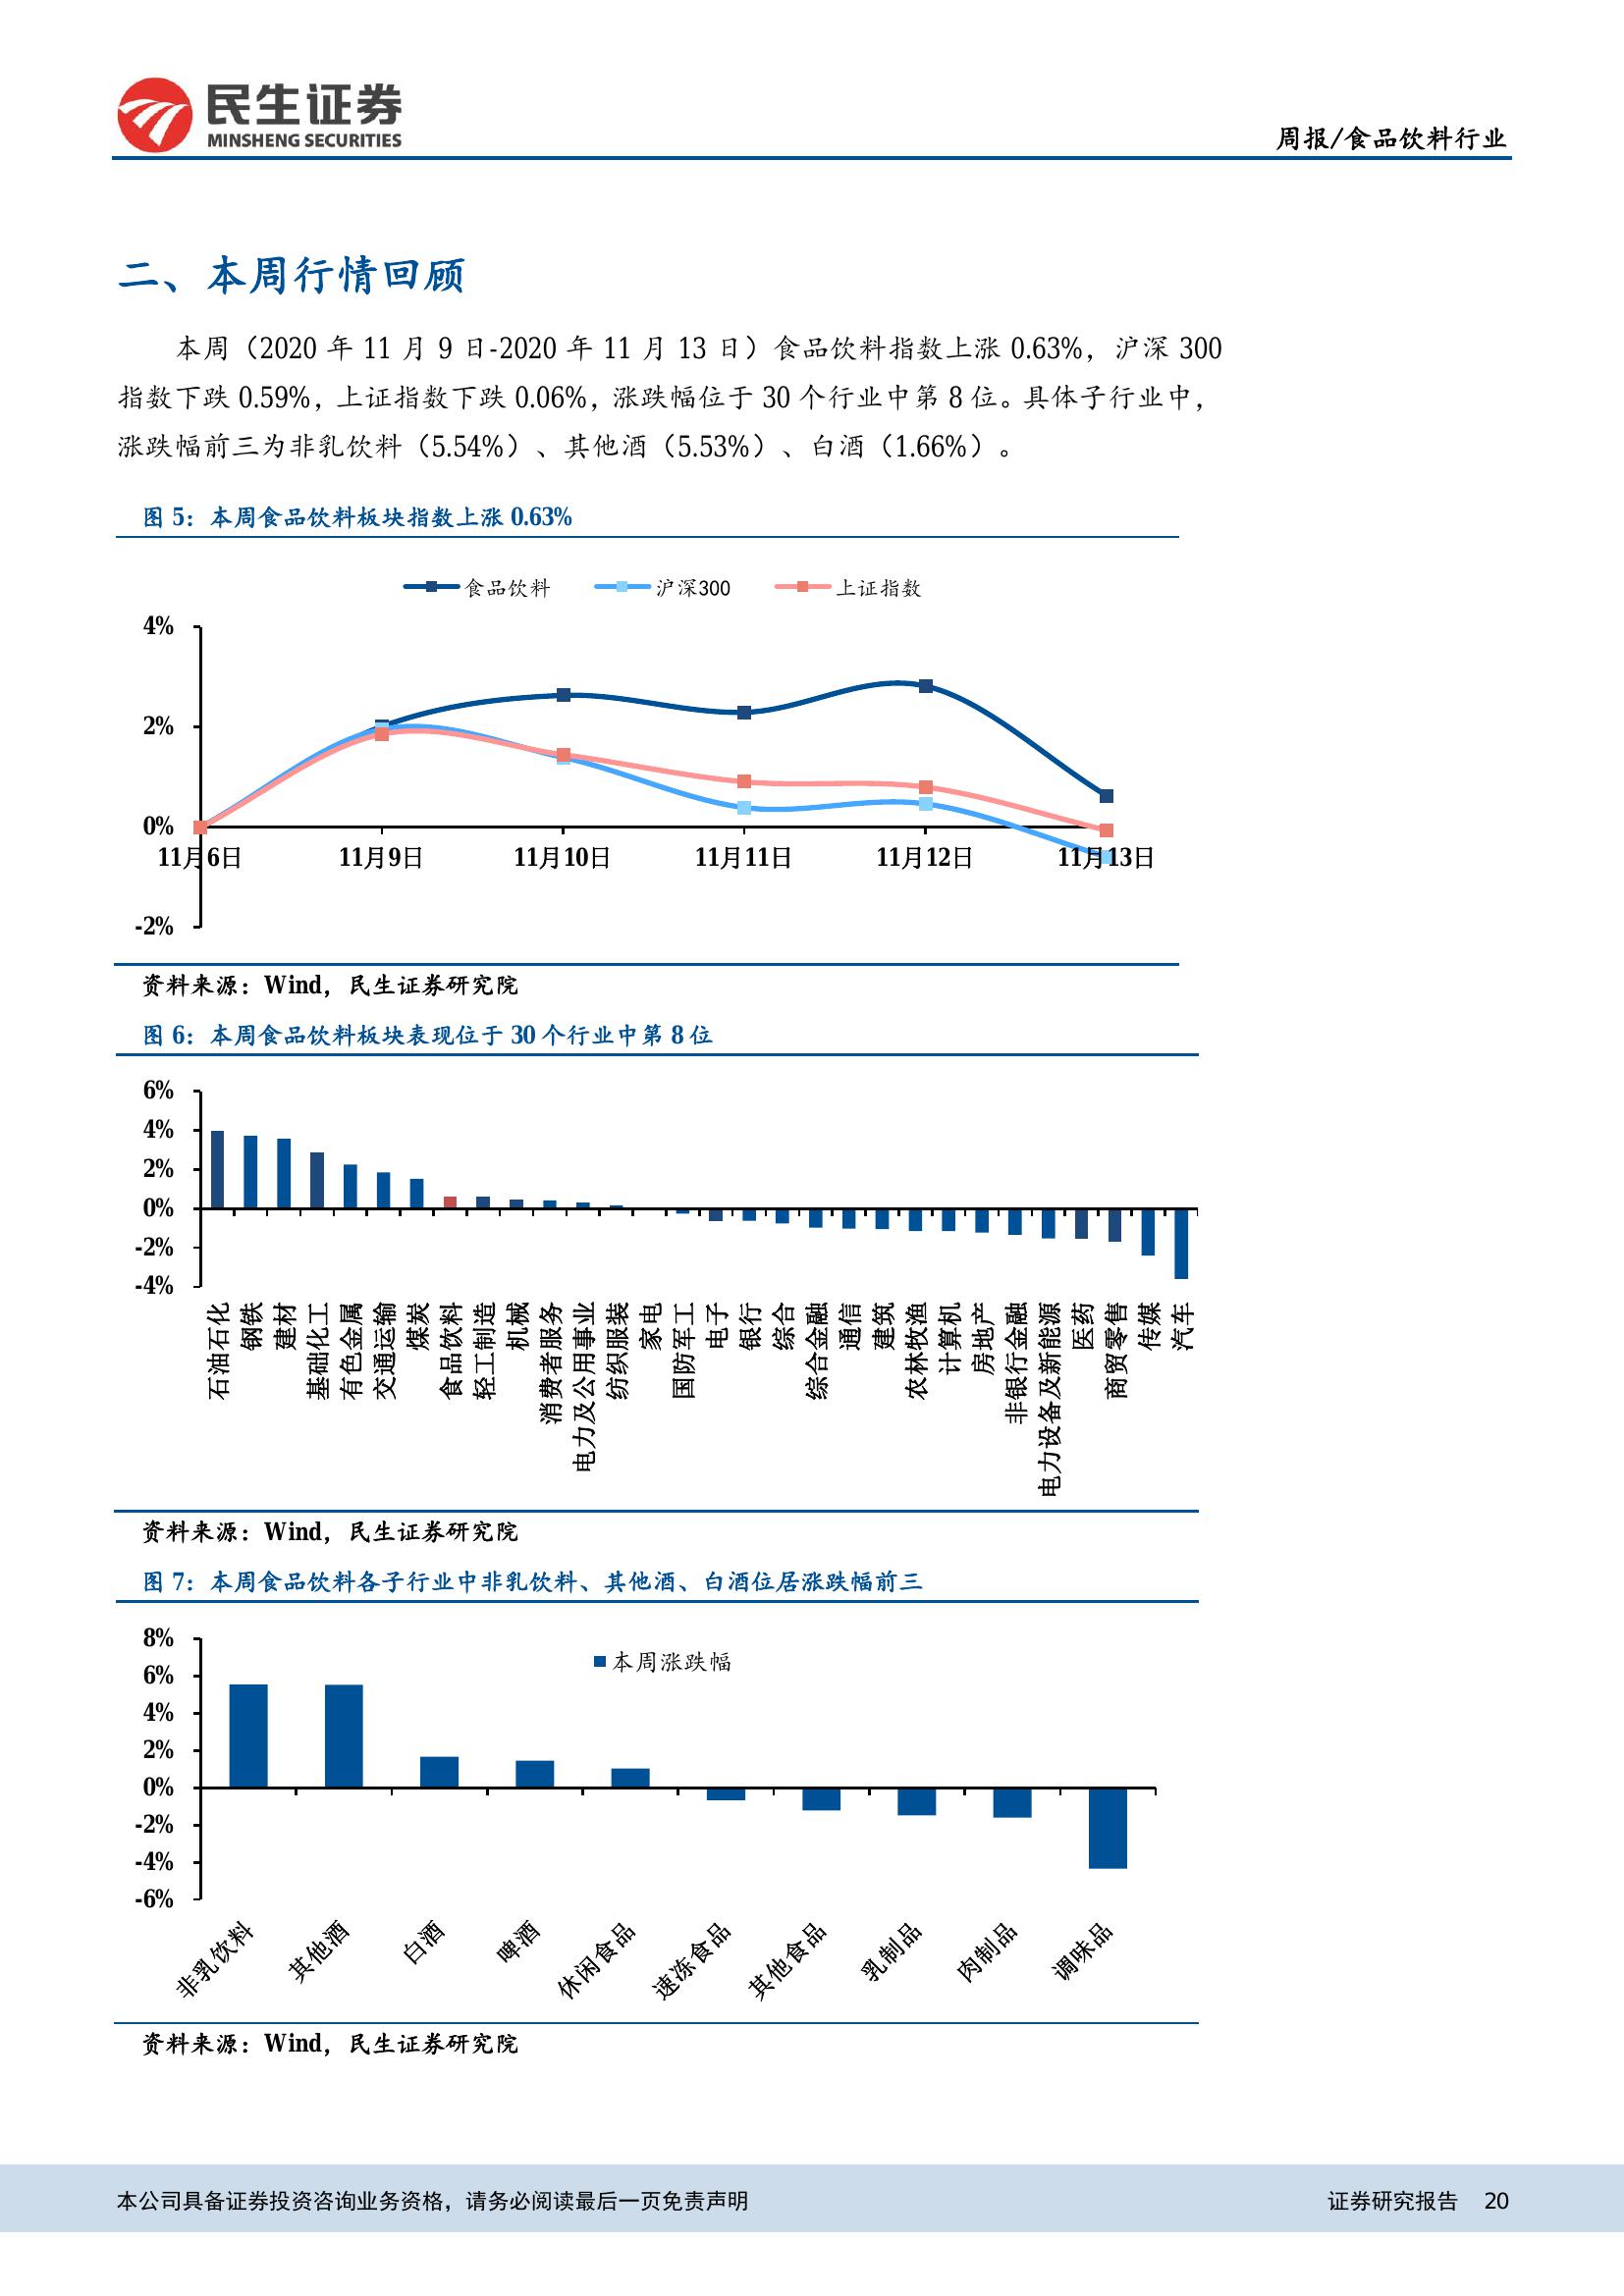 民生证券
MINSHENG SECURITIES
周报/食品饮料行业
二、本周行情回顾
本周（2020 年 11 月 9 日-2020 年 11 月 13 日）食品饮料指数上涨 0.63%，沪深 300
指数下跌 0.59%，上证指数下跌 0.06%，涨跌幅位于 30 个行业中第 8 位。具体子行业中，
涨跌幅前三为非乳饮料（5.54%）、其他酒（5.53%）、白酒（1.66%）。
图 5：本周食品饮料板块指数上涨 0.63%
食品饮料 沪深300 上证指数
4%
2%
0%
11月6日 11月9日 11月10日 11月11日 11月12日 11月13日
-2%
资料来源：Wind，民生证券研究院
图 6：本周食品饮料板块表现位于 30 个行业中第 8 位
6%
4%
2%
0%
-2%
-4%
石油石化
钢铁
建材
基础化工
有色金属
交通运输
煤炭
食品饮料
轻工制造
机械
消费者服务
电力及公用事业
纺织服装
家电
国防军工
电子
银行
综合
综合金融
通信
建筑
农林牧渔
计算机
房地产
非银行金融
电力设备及新能源
医药
商贸零售
传媒
汽车
资料来源：Wind，民生证券研究院
图 7：本周食品饮料各子行业中非乳饮料、其他酒、白酒位居涨跌幅前三
8%
本周涨跌幅
6%
4%
2%
0%
-2%
-4%
-6%
非乳饮料
其他酒
白酒
啤酒
休闲食品
速冻食品
其他食品
乳制品
肉制品
调味品
资料来源：Wind，民生证券研究院
本公司具备证券投资咨询业务资格，请务必阅读最后一页免责声明
证券研究报告 20